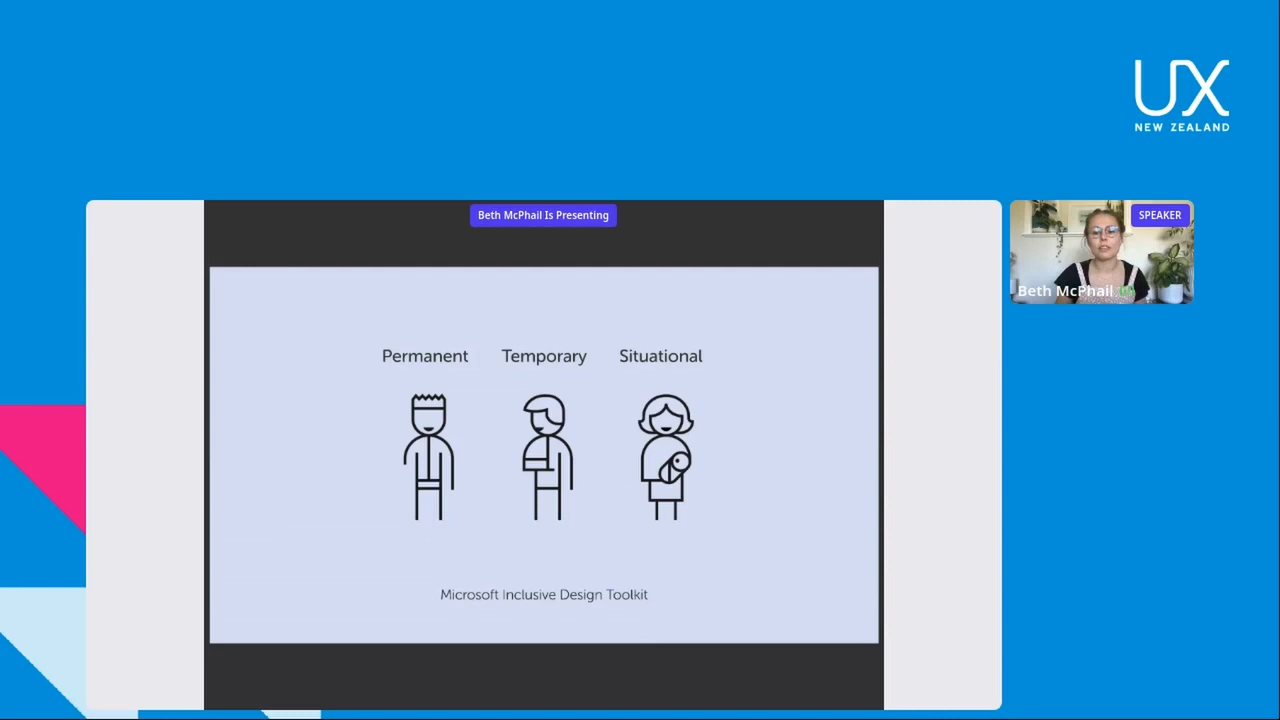 UX
NEW ZEALAND
Beth McPhail Is Presenting
SPEAKER
Beth McPhail
Permanent Temporary Situational
Microsoft Inclusive Design Toolkit